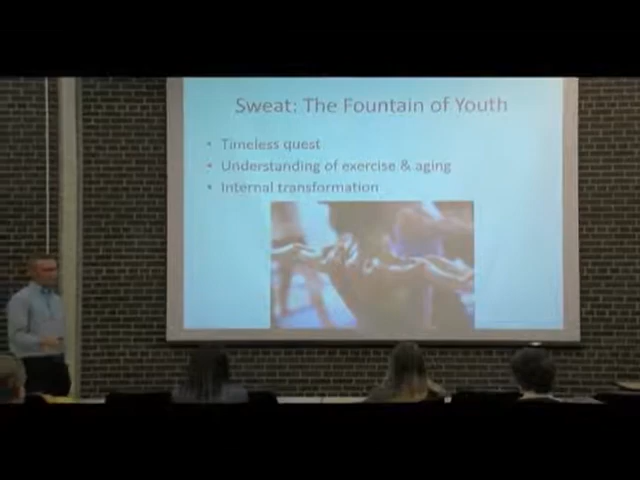 Sweat: The Fountain of Youth
• Timeless quest
• Understanding of exercise & aging
• Internal transformation